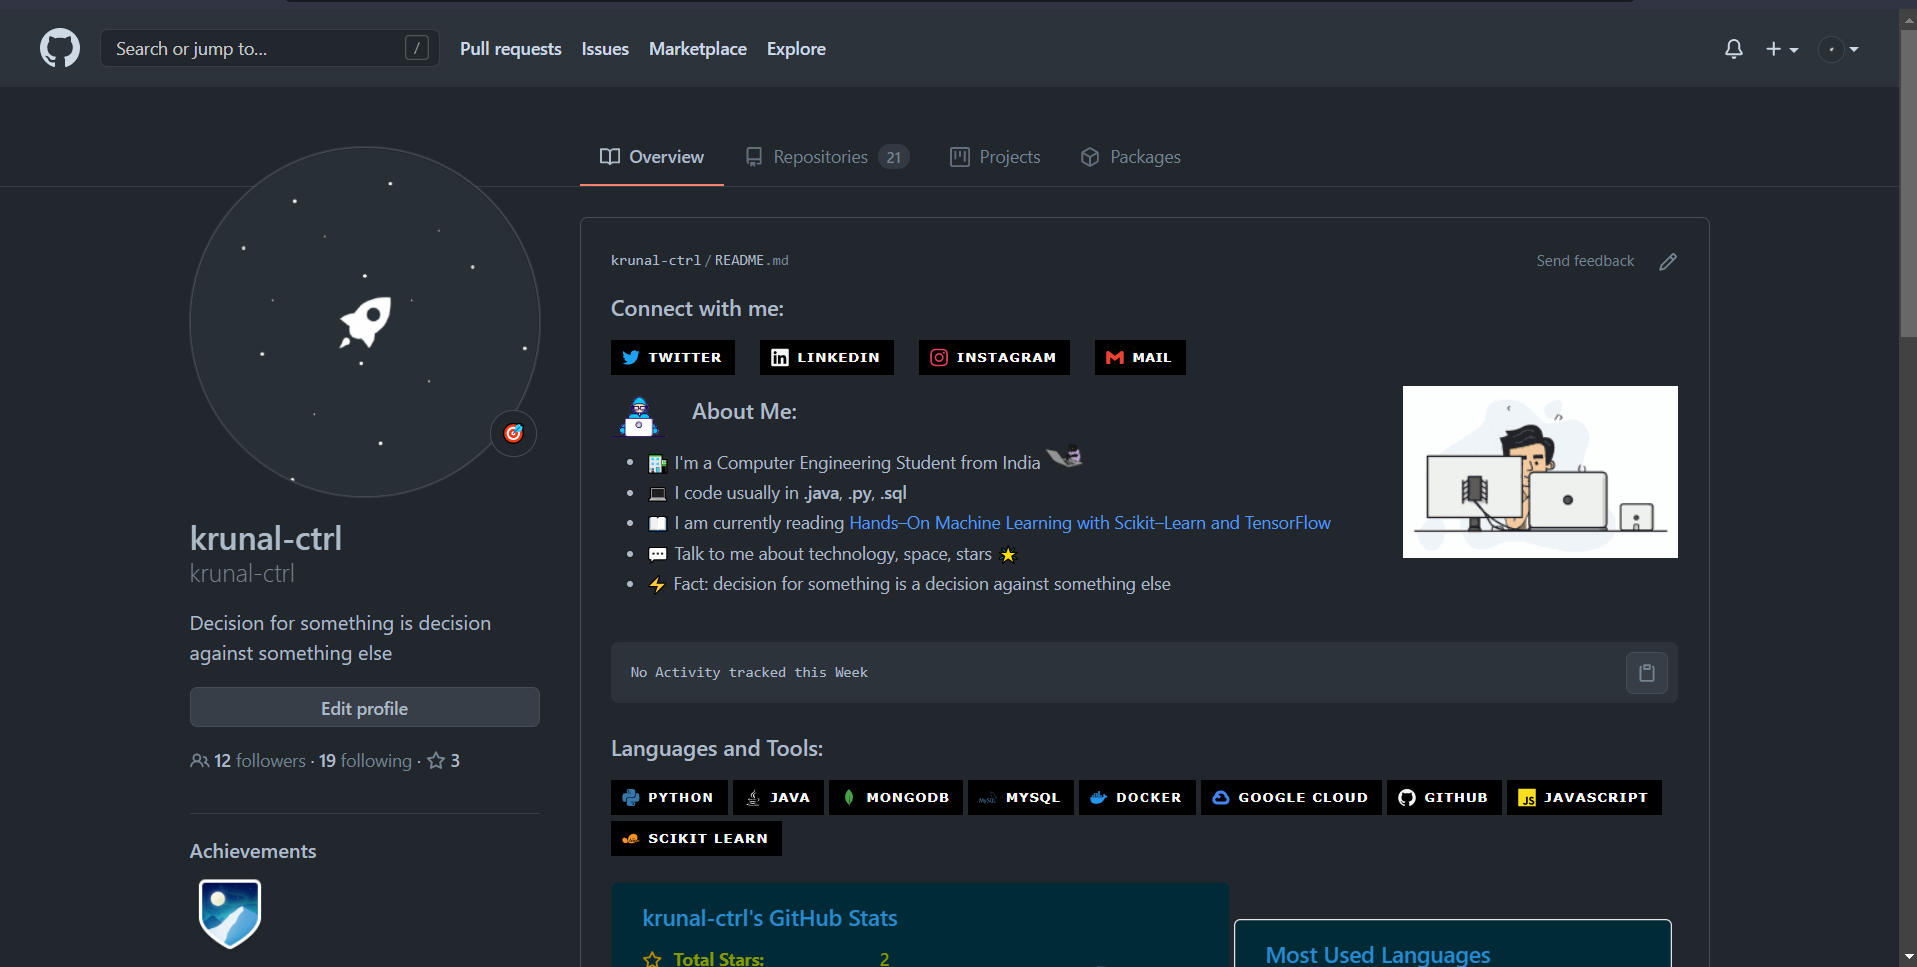 Search or jump to... /
Pull requests Issues Marketplace Explore
Overview Repositories 21 Projects Packages
krunal-ctrl
krunal-ctrl
Decision for something is decision
against something else
Edit profile
12 followers · 19 following · 3
Achievements
krunal-ctrl/README.md
Send feedback
Connect with me:
TWITTER LINKEDIN INSTAGRAM MAIL
About Me:
I'm a Computer Engineering Student from India
I code usually in .java, .py, .sql
I am currently reading Hands–On Machine Learning with Scikit–Learn and TensorFlow
Talk to me about technology, space, stars
Fact: decision for something is a decision against something else
No Activity tracked this Week
Languages and Tools:
PYTHON JAVA MONGODB MYSQL DOCKER GOOGLE CLOUD GITHUB JAVASCRIPT
SCIKIT LEARN
krunal-ctrl's GitHub Stats
Total Stars: 2
Most Used Languages